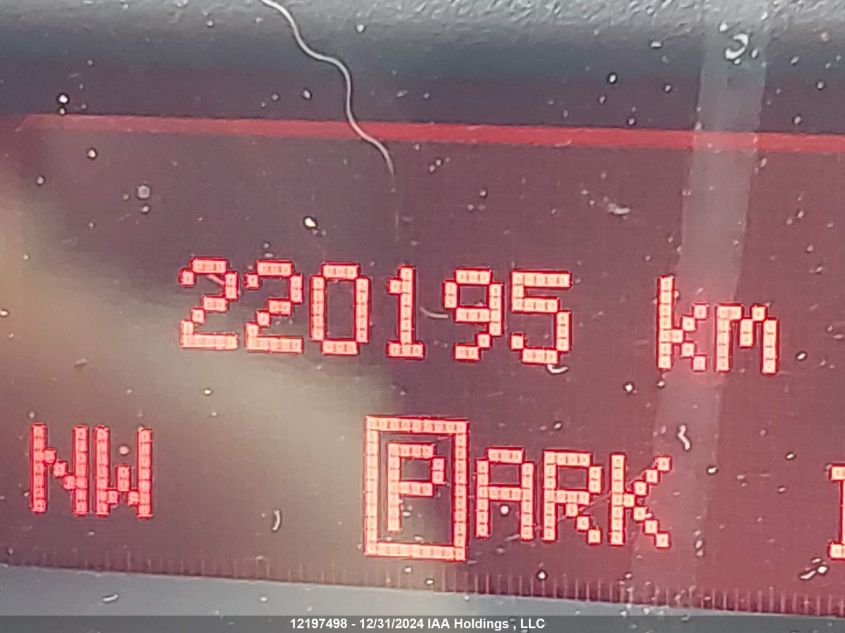 220195 km
NW PARK
12197498 - 12/31/2024 IAA Holdings , LLC